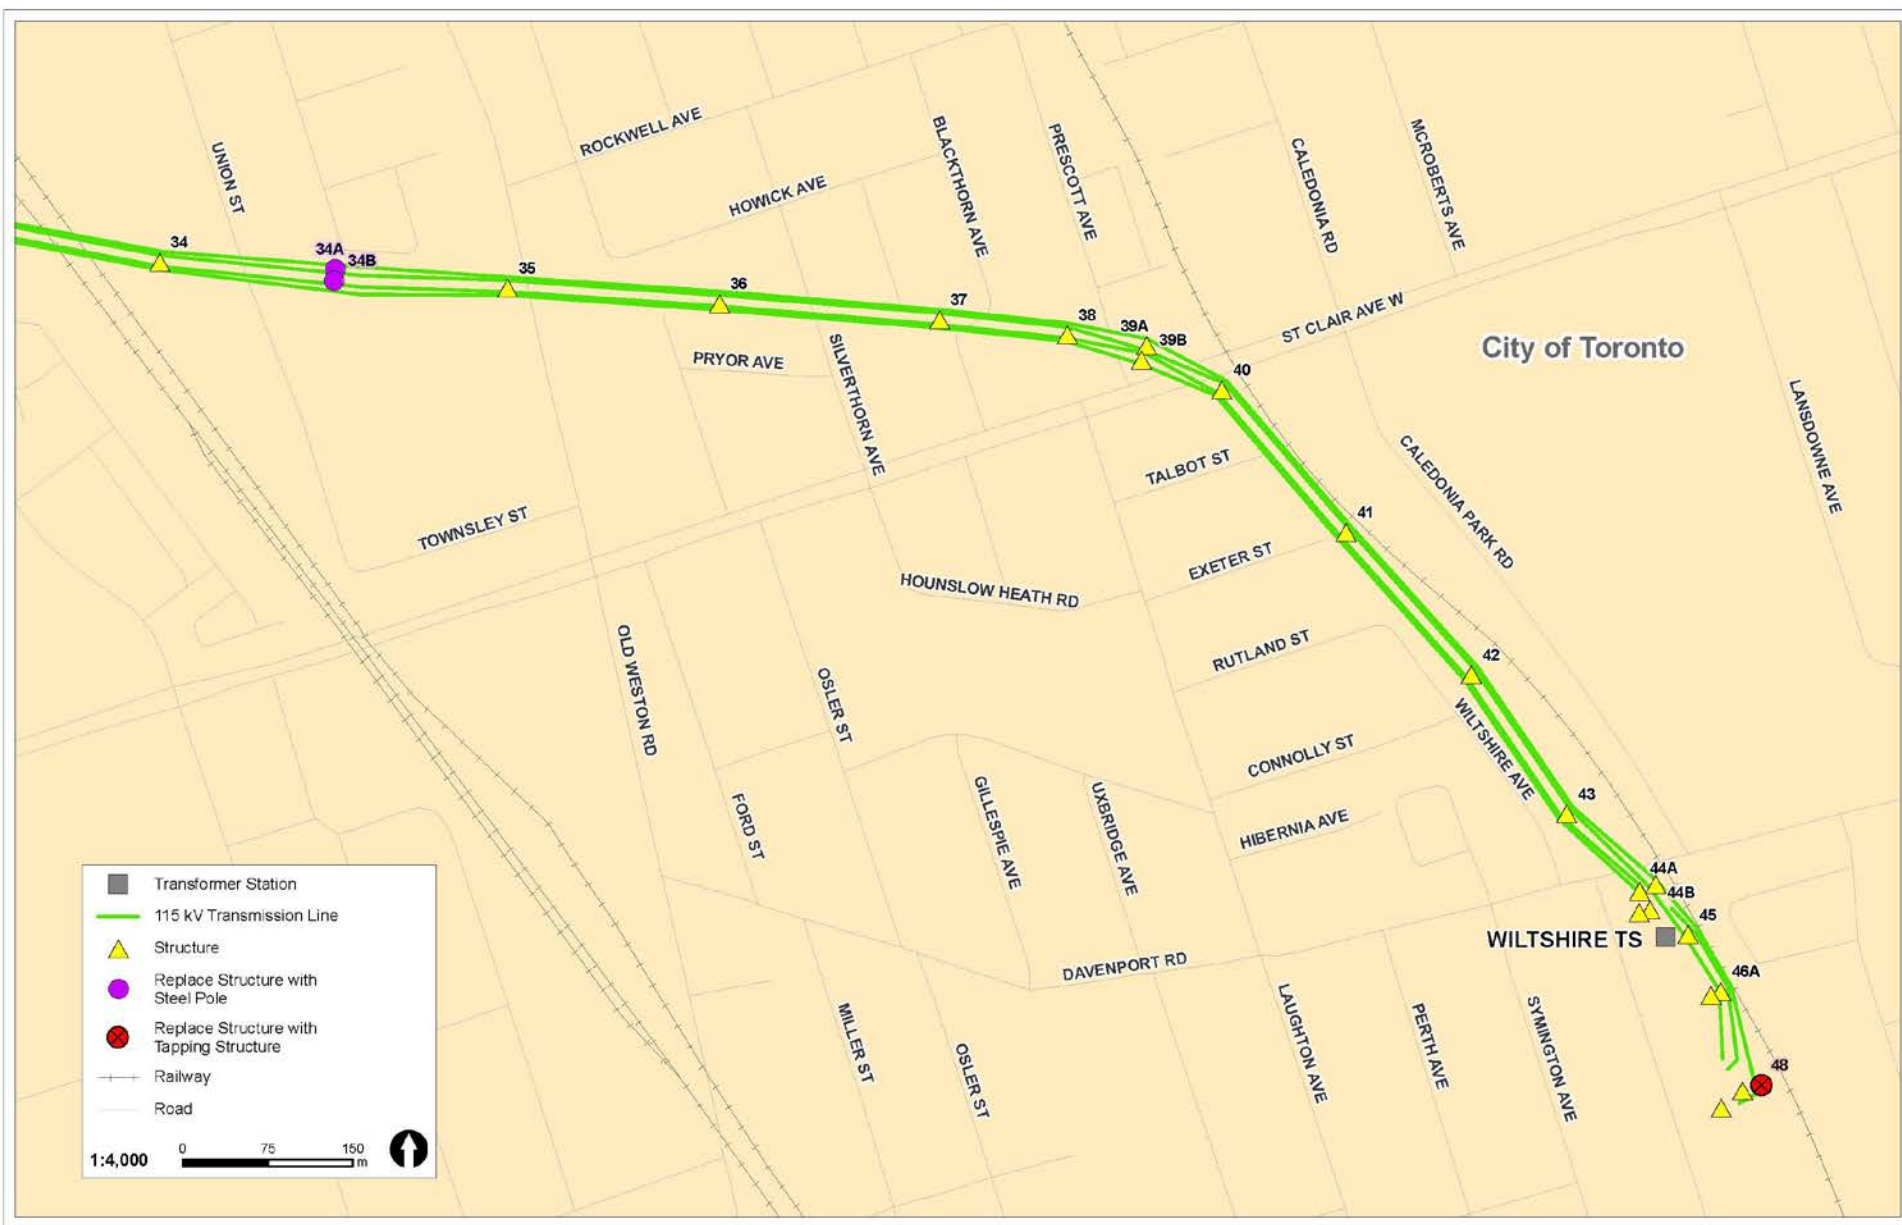 ROCKWELL AVE
UNION ST
HOWICK AVE
BLACKTHORN AVE
PRESCOTT AVE
CALEDONIA RD
MCROBERTS AVE
34
34A
34B
35
36
37
38
39A
39B
40
ST CLAIR AVE W
City of Toronto
PRYOR AVE
SILVERTHORN AVE
LANSDOWNE AVE
TALBOT ST
CALEDONIA PARK RD
TOWNSLEY ST
41
EXETER ST
HOUNSLOW HEATH RD
OLD WESTON RD
RUTLAND ST
42
OSLER ST
WILTSHIRE AVE
CONNOLLY ST
FORD ST
GILLESPIE AVE
UXBRIDGE AVE
43
HIBERNIA AVE
44A
44B
45
WILTSHIRE TS
46A
DAVENPORT RD
MILLER ST
OSLER ST
LAUGHTON AVE
PERTH AVE
SYMINGTON AVE
48
Transformer Station
115 kV Transmission Line
Structure
Replace Structure with
Steel Pole
Replace Structure with
Tapping Structure
Railway
Road
1:4,000
0 75 150
m